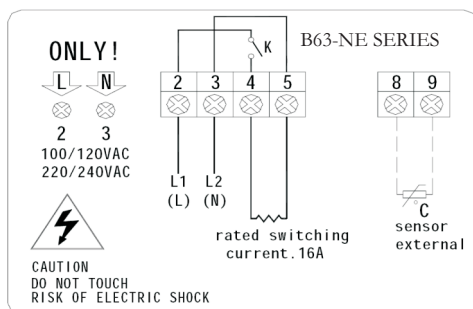 B63-NE SERIES
ONLY!
L N
2 3
100/120VAC
220/240VAC
K
2 3 4 5
8 9
L1 L2
(L) (N)
rated switching
current.16A
C
sensor
external
CAUTION
DO NOT TOUCH
RISK OF ELECTRIC SHOCK